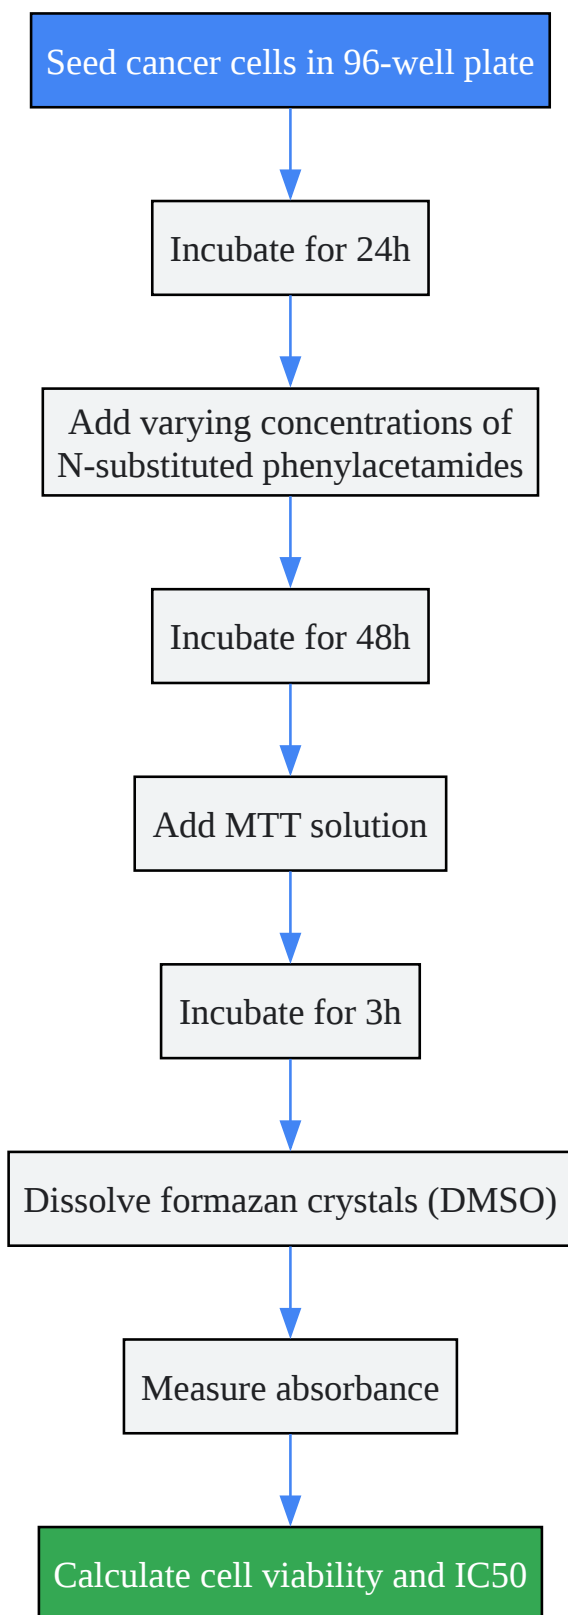 Seed cancer cells in 96-well plate
Incubate for 24h
Add varying concentrations of
N-substituted phenylacetamides
Incubate for 48h
Add MTT solution
Incubate for 3h
Dissolve formazan crystals (DMSO)
Measure absorbance
Calculate cell viability and IC50